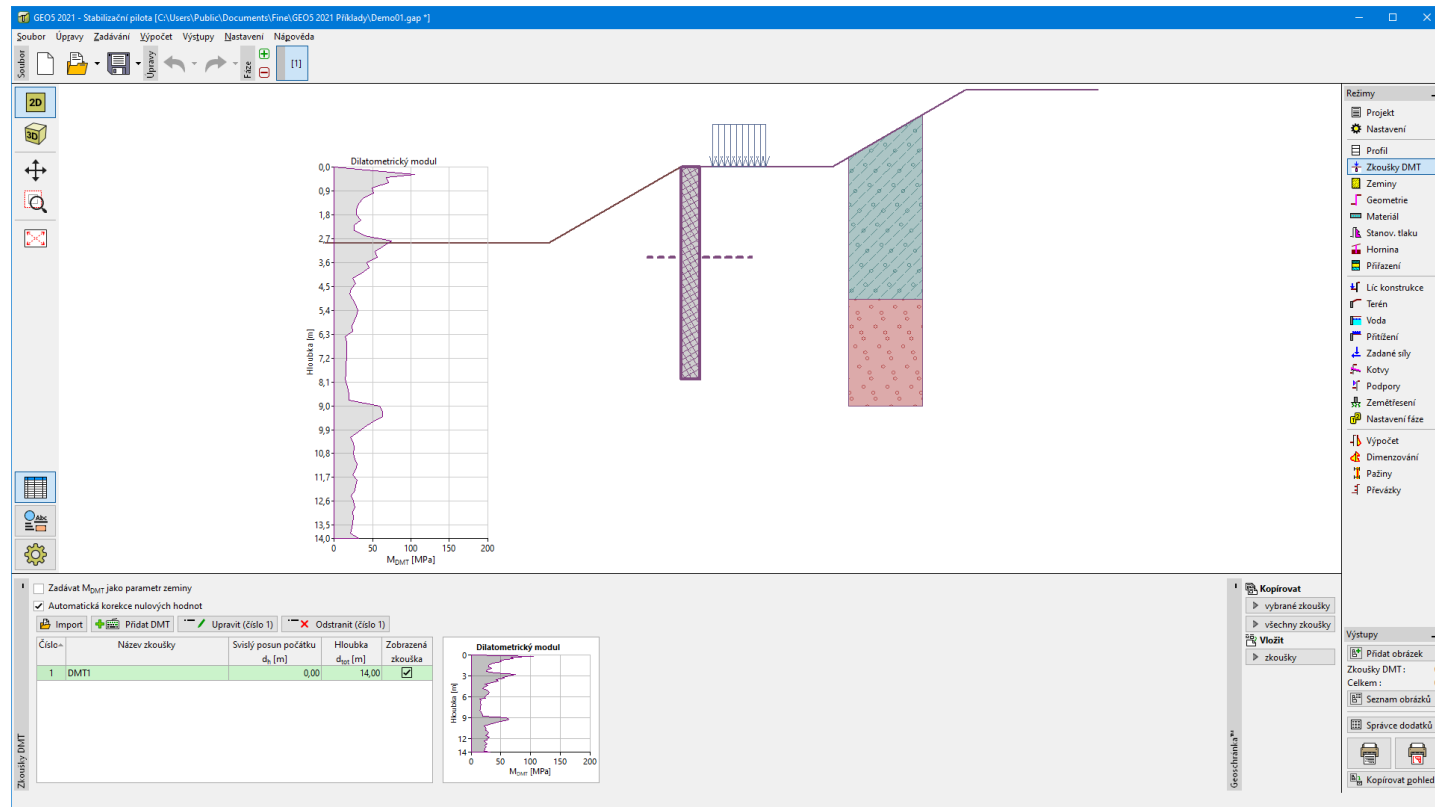 GEO5 2021 - Stabilizační pilota [C:\Users\Public\Documents\Fine\GEO5 2021 Příklady\Demo01.gap *]
Soubor Úpravy Zadávání Výpočet Výstupy Nastavení Nápověda
Soubor
Úpravy
Fáze
[1]
2D
3D
Abc
Dilatometrický modul
0,0
0,9
1,8
2,7
3,6
4,5
5,4
6,3
7,2
8,1
9,0
9,9
10,8
11,7
12,6
13,5
14,0
Hloubka [m]
0 50 100 150 200
MDMT [MPa]
Režimy
Projekt
Nastavení
Profil
Zkoušky DMT
Zeminy
Geometrie
Materiál
Stanov. tlaku
Hornina
Přiřazení
Líc konstrukce
Terén
Voda
Přitížení
Zadané síly
Kotvy
Podpory
Zemětřesení
Nastavení fáze
Výpočet
Dimenzování
Pažiny
Převázky
Zkoušky DMT
Zadávat MDMT jako parametr zeminy
Automatická korekce nulových hodnot
Import Přidat DMT Upravit (číslo 1) Odstranit (číslo 1)
Číslo Název zkoušky Svislý posun počátku Hloubka Zobrazená
dh [m] dtot [m] zkouška
1 DMT1 0,00 14,00
Dilatometrický modul
0
3
6
9
12
14
Hloubka [m]
0 50 100 150 200
MDMT [MPa]
Geoschránka™
Kopírovat
vybrané zkoušky
všechny zkoušky
Vložit
zkoušky
Výstupy
Přidat obrázek
Zkoušky DMT :
Celkem :
Seznam obrázků
Správce dodatků
Kopírovat pohled